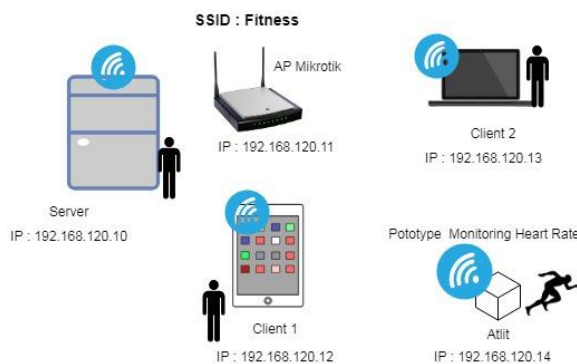 SSID : Fitness
AP Mikrotik
IP : 192.168.120.11
Client 2
IP : 192.168.120.13
Server
IP : 192.168.120.10
Client 1
IP : 192.168.120.12
Pototype Monitoring Heart Rate
Atlit
IP : 192.168.120.14